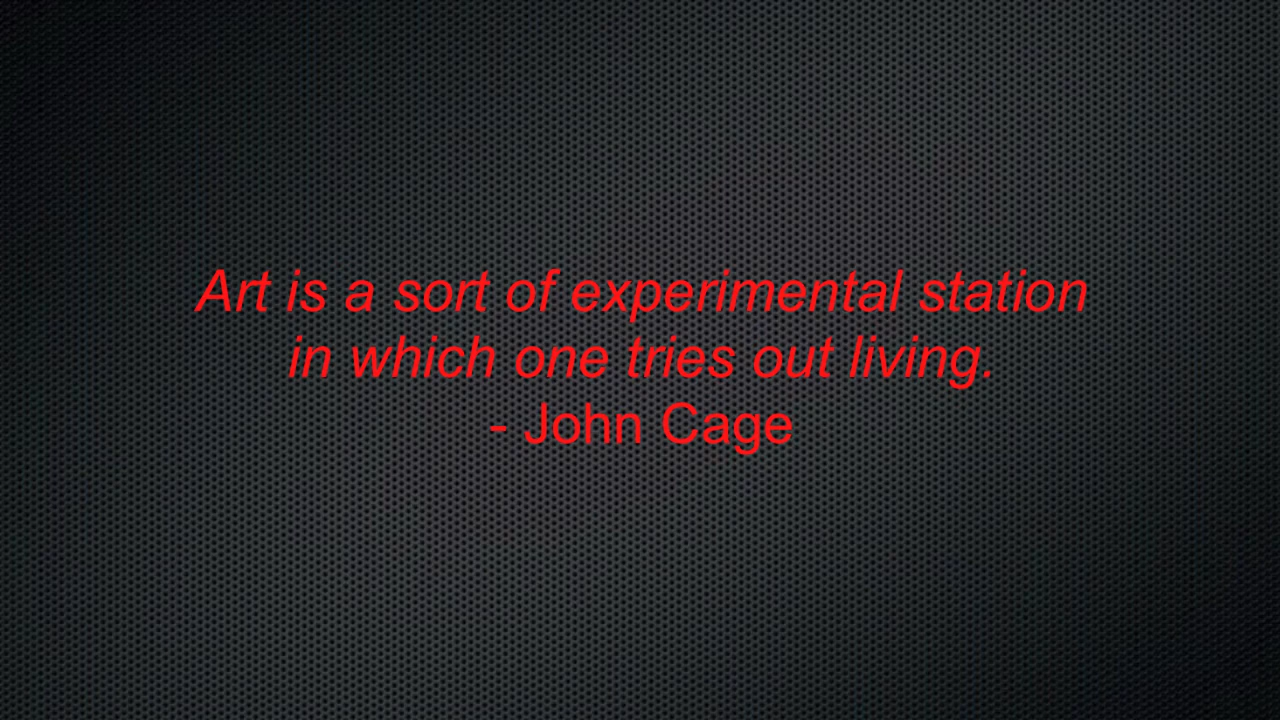 Art is a sort of experimental station
in which one tries out living.
- John Cage